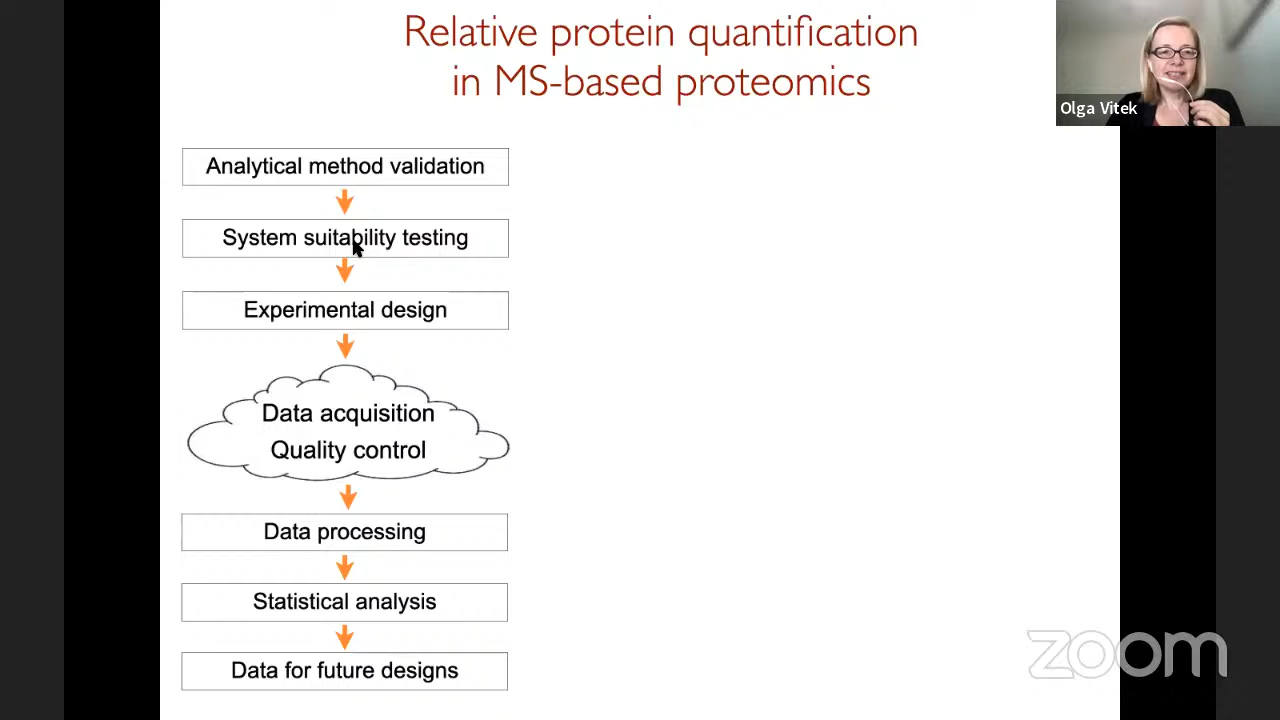 Relative protein quantification
in MS-based proteomics
Olga Vitek
Analytical method validation
System suitability testing
Experimental design
Data acquisition
Quality control
Data processing
Statistical analysis
Data for future designs
zoom